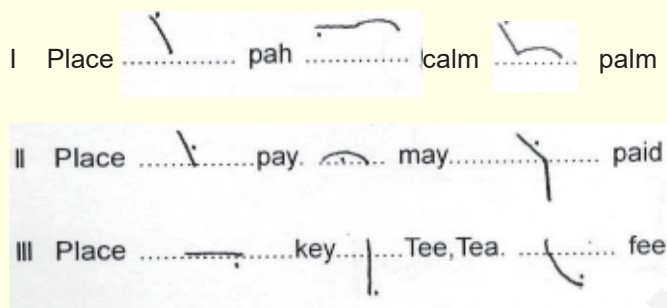 I Place .................. pah .................. calm .................. palm
II Place .................. pay. .................. may .................. paid
III Place .................. key .................. Tee, Tea. .................. fee